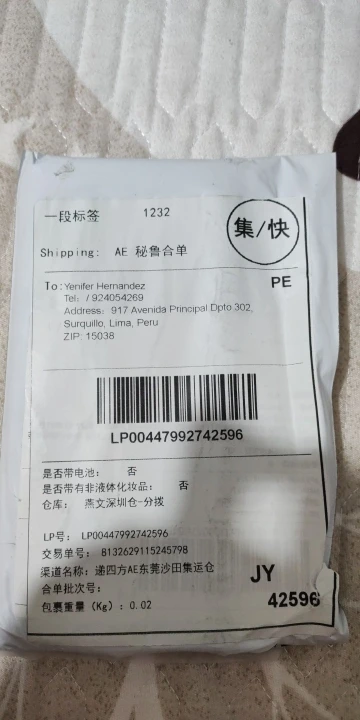 一段标签 1232
集/快
Shipping: AE 秘鲁合单
To: Yenifer Hernandez PE
Tel: / 924054269
Address: 917 Avenida Principal Dpto 302,
Surquillo, Lima, Peru
ZIP: 15038
LP00447992742596
是否带电池: 否
是否带有非液体化妆品: 否
仓库: 燕文深圳仓-分拨
LP号: LP00447992742596
交易单号: 8132629115245798
渠道名称: 递四方AE东莞沙田集运仓
JY
合单批次号:
42596
包裹重量 (Kg) : 0.02